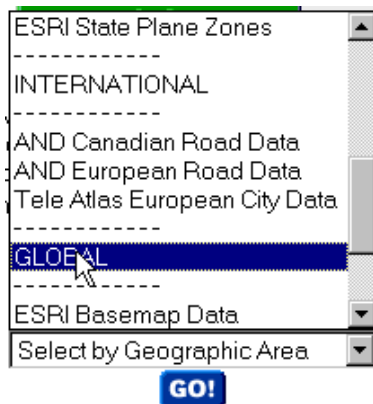 ESRI State Plane Zones
------------
INTERNATIONAL
------------
AND Canadian Road Data
AND European Road Data
Tele Atlas European City Data
------------
GLOBAL
------------
ESRI Basemap Data
Select by Geographic Area
GO!